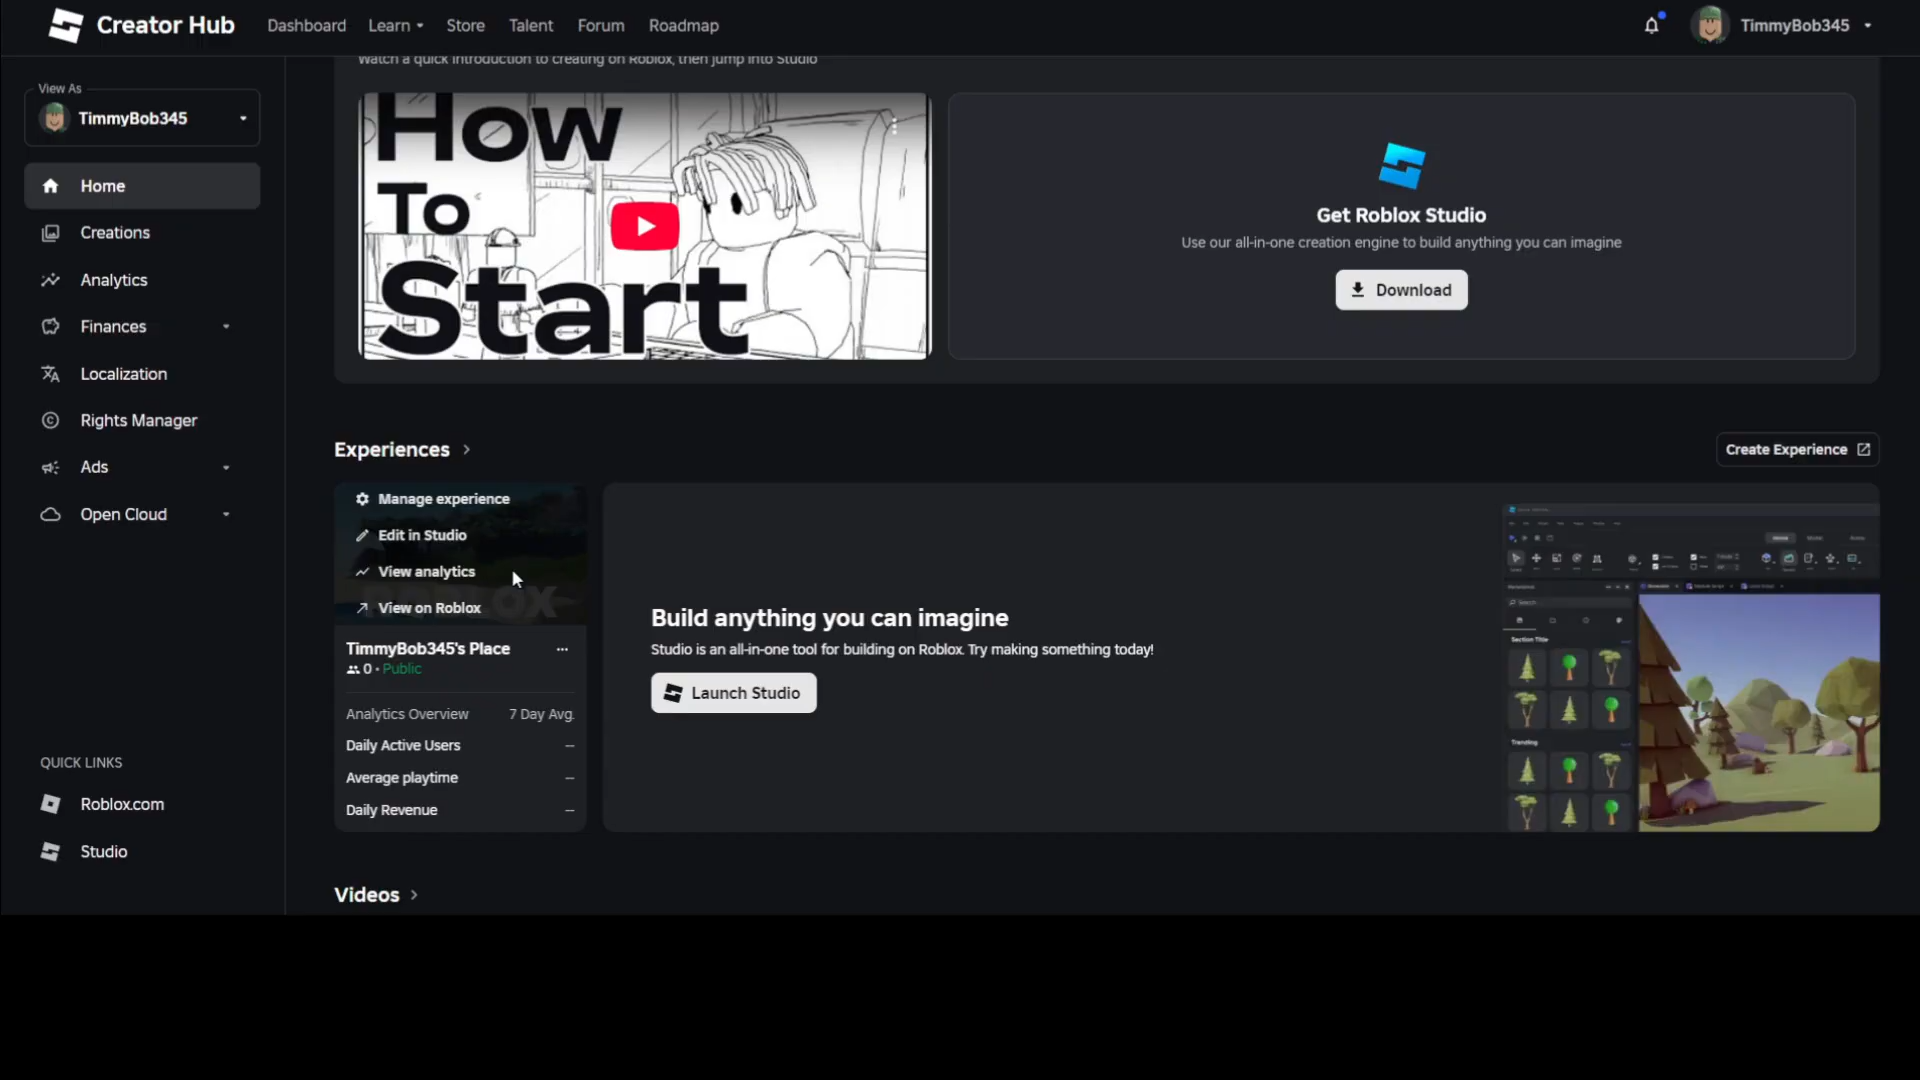 Creator Hub
Dashboard
Learn
Store
Talent
Forum
Roadmap
TimmyBob345
View As
TimmyBob345
Home
Creations
Analytics
Finances
Localization
Rights Manager
Ads
Open Cloud
QUICK LINKS
Roblox.com
Studio
Watch a quick introduction to creating on Roblox, then jump into Studio
How
To
Start
Get Roblox Studio
Use our all-in-one creation engine to build anything you can imagine
Download
Experiences
Create Experience
Manage experience
Edit in Studio
View analytics
View on Roblox
TimmyBob345's Place
0 • Public
Analytics Overview 7 Day Avg.
Daily Active Users --
Average playtime --
Daily Revenue --
Build anything you can imagine
Studio is an all-in-one tool for building on Roblox. Try making something today!
Launch Studio
Search
Section Title
Trending
Videos